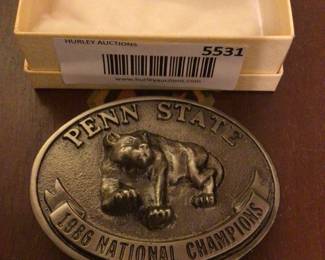 HURLEY AUCTIONS
5531
www.hurleyauctions.com
PENN STATE
1986 NATIONAL CHAMPIONS